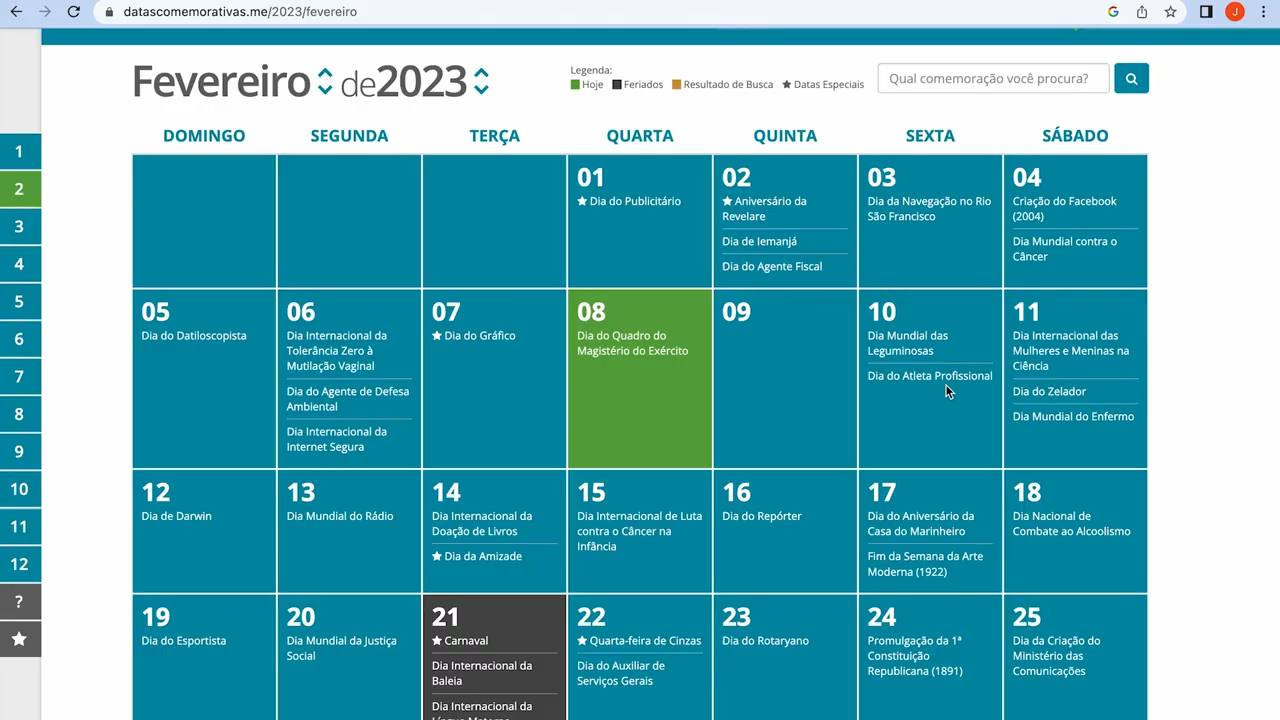 datascomemorativas.me/2023/fevereiro
J
Fevereiro de 2023
Legenda:
Hoje Feriados Resultado de Busca Datas Especiais
Qual comemoração você procura?
1
2
3
4
5
6
7
8
9
10
11
12
?
DOMINGO SEGUNDA TERÇA QUARTA QUINTA SEXTA SÁBADO
01
Dia do Publicitário
02
Aniversário da
Revelare
Dia de Iemanjá
Dia do Agente Fiscal
03
Dia da Navegação no Rio
São Francisco
04
Criação do Facebook
(2004)
Dia Mundial contra o
Câncer
05
Dia do Datiloscopista
06
Dia Internacional da
Tolerância Zero à
Mutilação Vaginal
Dia do Agente de Defesa
Ambiental
Dia Internacional da
Internet Segura
07
Dia do Gráfico
08
Dia do Quadro do
Magistério do Exército
09
10
Dia Mundial das
Leguminosas
Dia do Atleta Profissional
11
Dia Internacional das
Mulheres e Meninas na
Ciência
Dia do Zelador
Dia Mundial do Enfermo
12
Dia de Darwin
13
Dia Mundial do Rádio
14
Dia Internacional da
Doação de Livros
Dia da Amizade
15
Dia Internacional de Luta
contra o Câncer na
Infância
16
Dia do Repórter
17
Dia do Aniversário da
Casa do Marinheiro
Fim da Semana da Arte
Moderna (1922)
18
Dia Nacional de
Combate ao Alcoolismo
19
Dia do Esportista
20
Dia Mundial da Justiça
Social
21
Carnaval
Dia Internacional da
Baleia
Dia Internacional da
Língua Materna
22
Quarta-feira de Cinzas
Dia do Auxiliar de
Serviços Gerais
23
Dia do Rotaryano
24
Promulgação da 1ª
Constituição
Republicana (1891)
25
Dia da Criação do
Ministério das
Comunicações